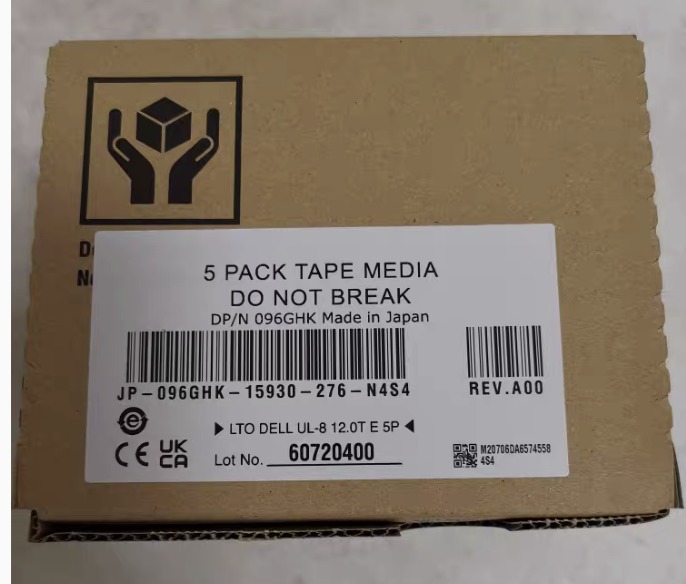 5 PACK TAPE MEDIA
DO NOT BREAK
DP/N 096GHK Made in Japan
JP-096GHK-15930-276-N4S4
REV.A00
▶ LTO DELL UL-8 12.0T E 5P ◀
CE UK CA
Lot No. 60720400
M20706DA6574558
4S4